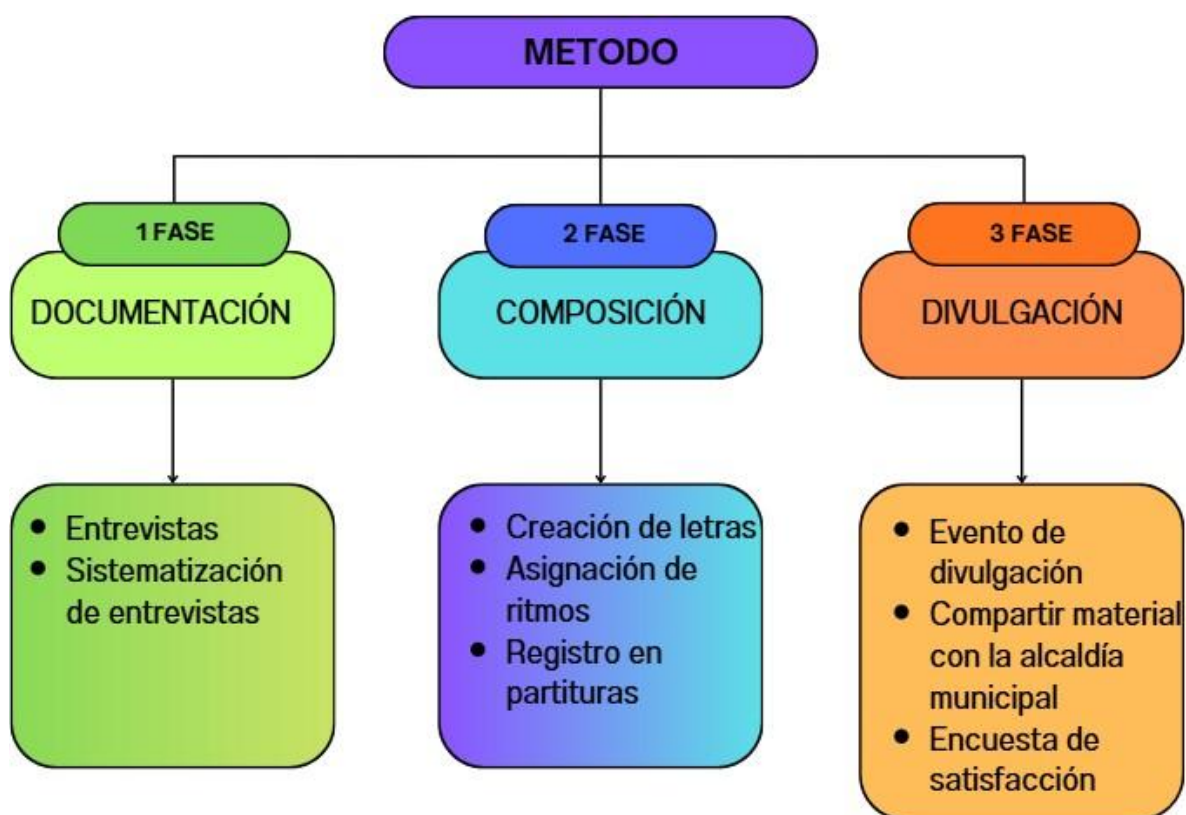 METODO
1 FASE
DOCUMENTACIÓN
• Entrevistas
• Sistematización
de entrevistas
2 FASE
COMPOSICIÓN
• Creación de letras
• Asignación de
ritmos
• Registro en
partituras
3 FASE
DIVULGACIÓN
• Evento de
divulgación
• Compartir material
con la alcaldía
municipal
• Encuesta de
satisfacción